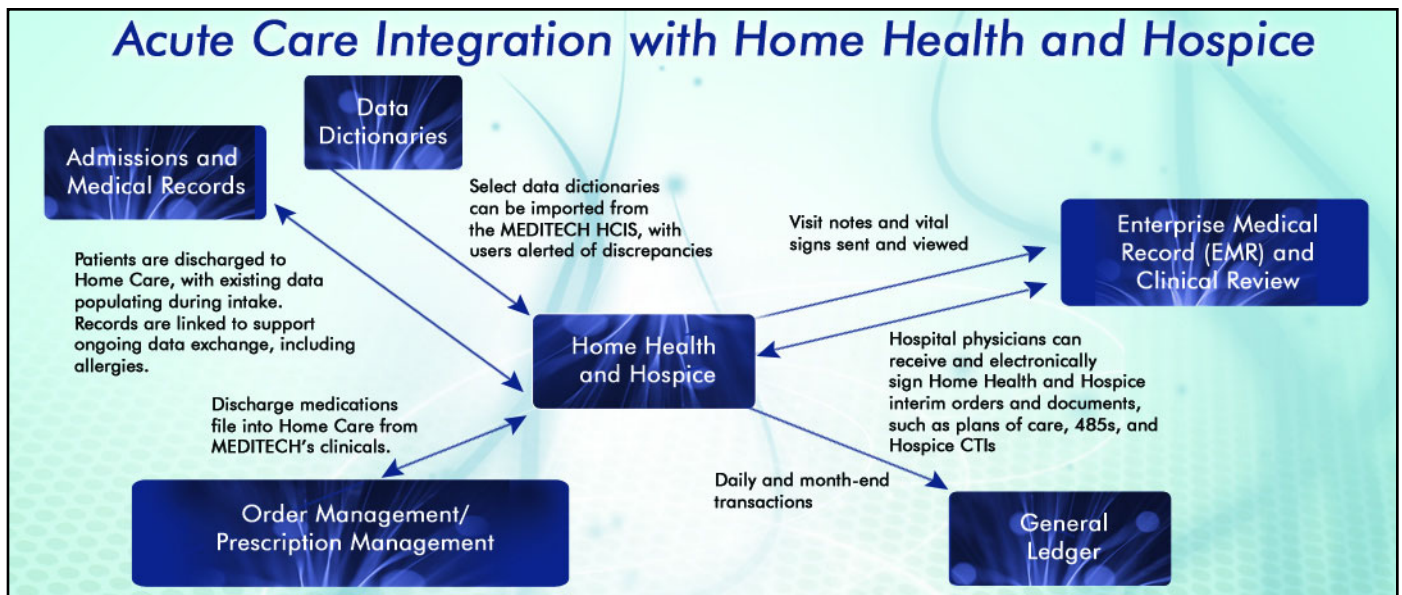 Acute Care Integration with Home Health and Hospice
Data
Dictionaries
Admissions and
Medical Records
Select data dictionaries
can be imported from
the MEDITECH HCIS, with
users alerted of discrepancies
Visit notes and vital
signs sent and viewed
Enterprise Medical
Record (EMR) and
Clinical Review
Patients are discharged to
Home Care, with existing data
populating during intake.
Records are linked to support
ongoing data exchange, including
allergies.
Home Health
and Hospice
Hospital physicians can
receive and electronically
sign Home Health and Hospice
interim orders and documents,
such as plans of care, 485s, and
Hospice CTIs
Discharge medications
file into Home Care from
MEDITECH's clinicals.
Daily and month-end
transactions
Order Management/
Prescription Management
General
Ledger